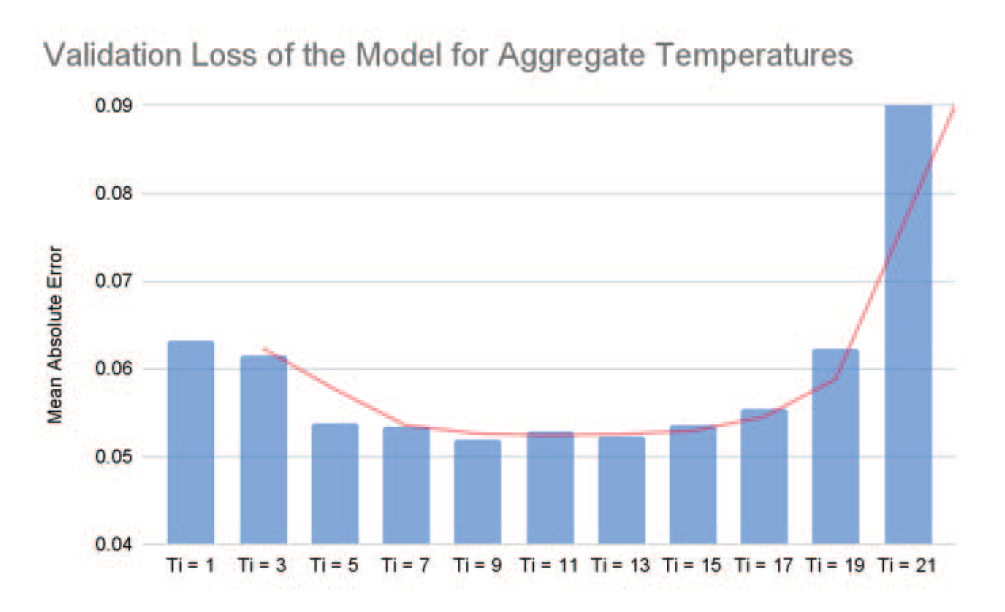 Validation Loss of the Model for Aggregate Temperatures
0.09
0.08
0.07
0.06
0.05
0.04
Mean Absolute Error
Ti = 1 Ti = 3 Ti = 5 Ti = 7 Ti = 9 Ti = 11 Ti = 13 Ti = 15 Ti = 17 Ti = 19 Ti = 21